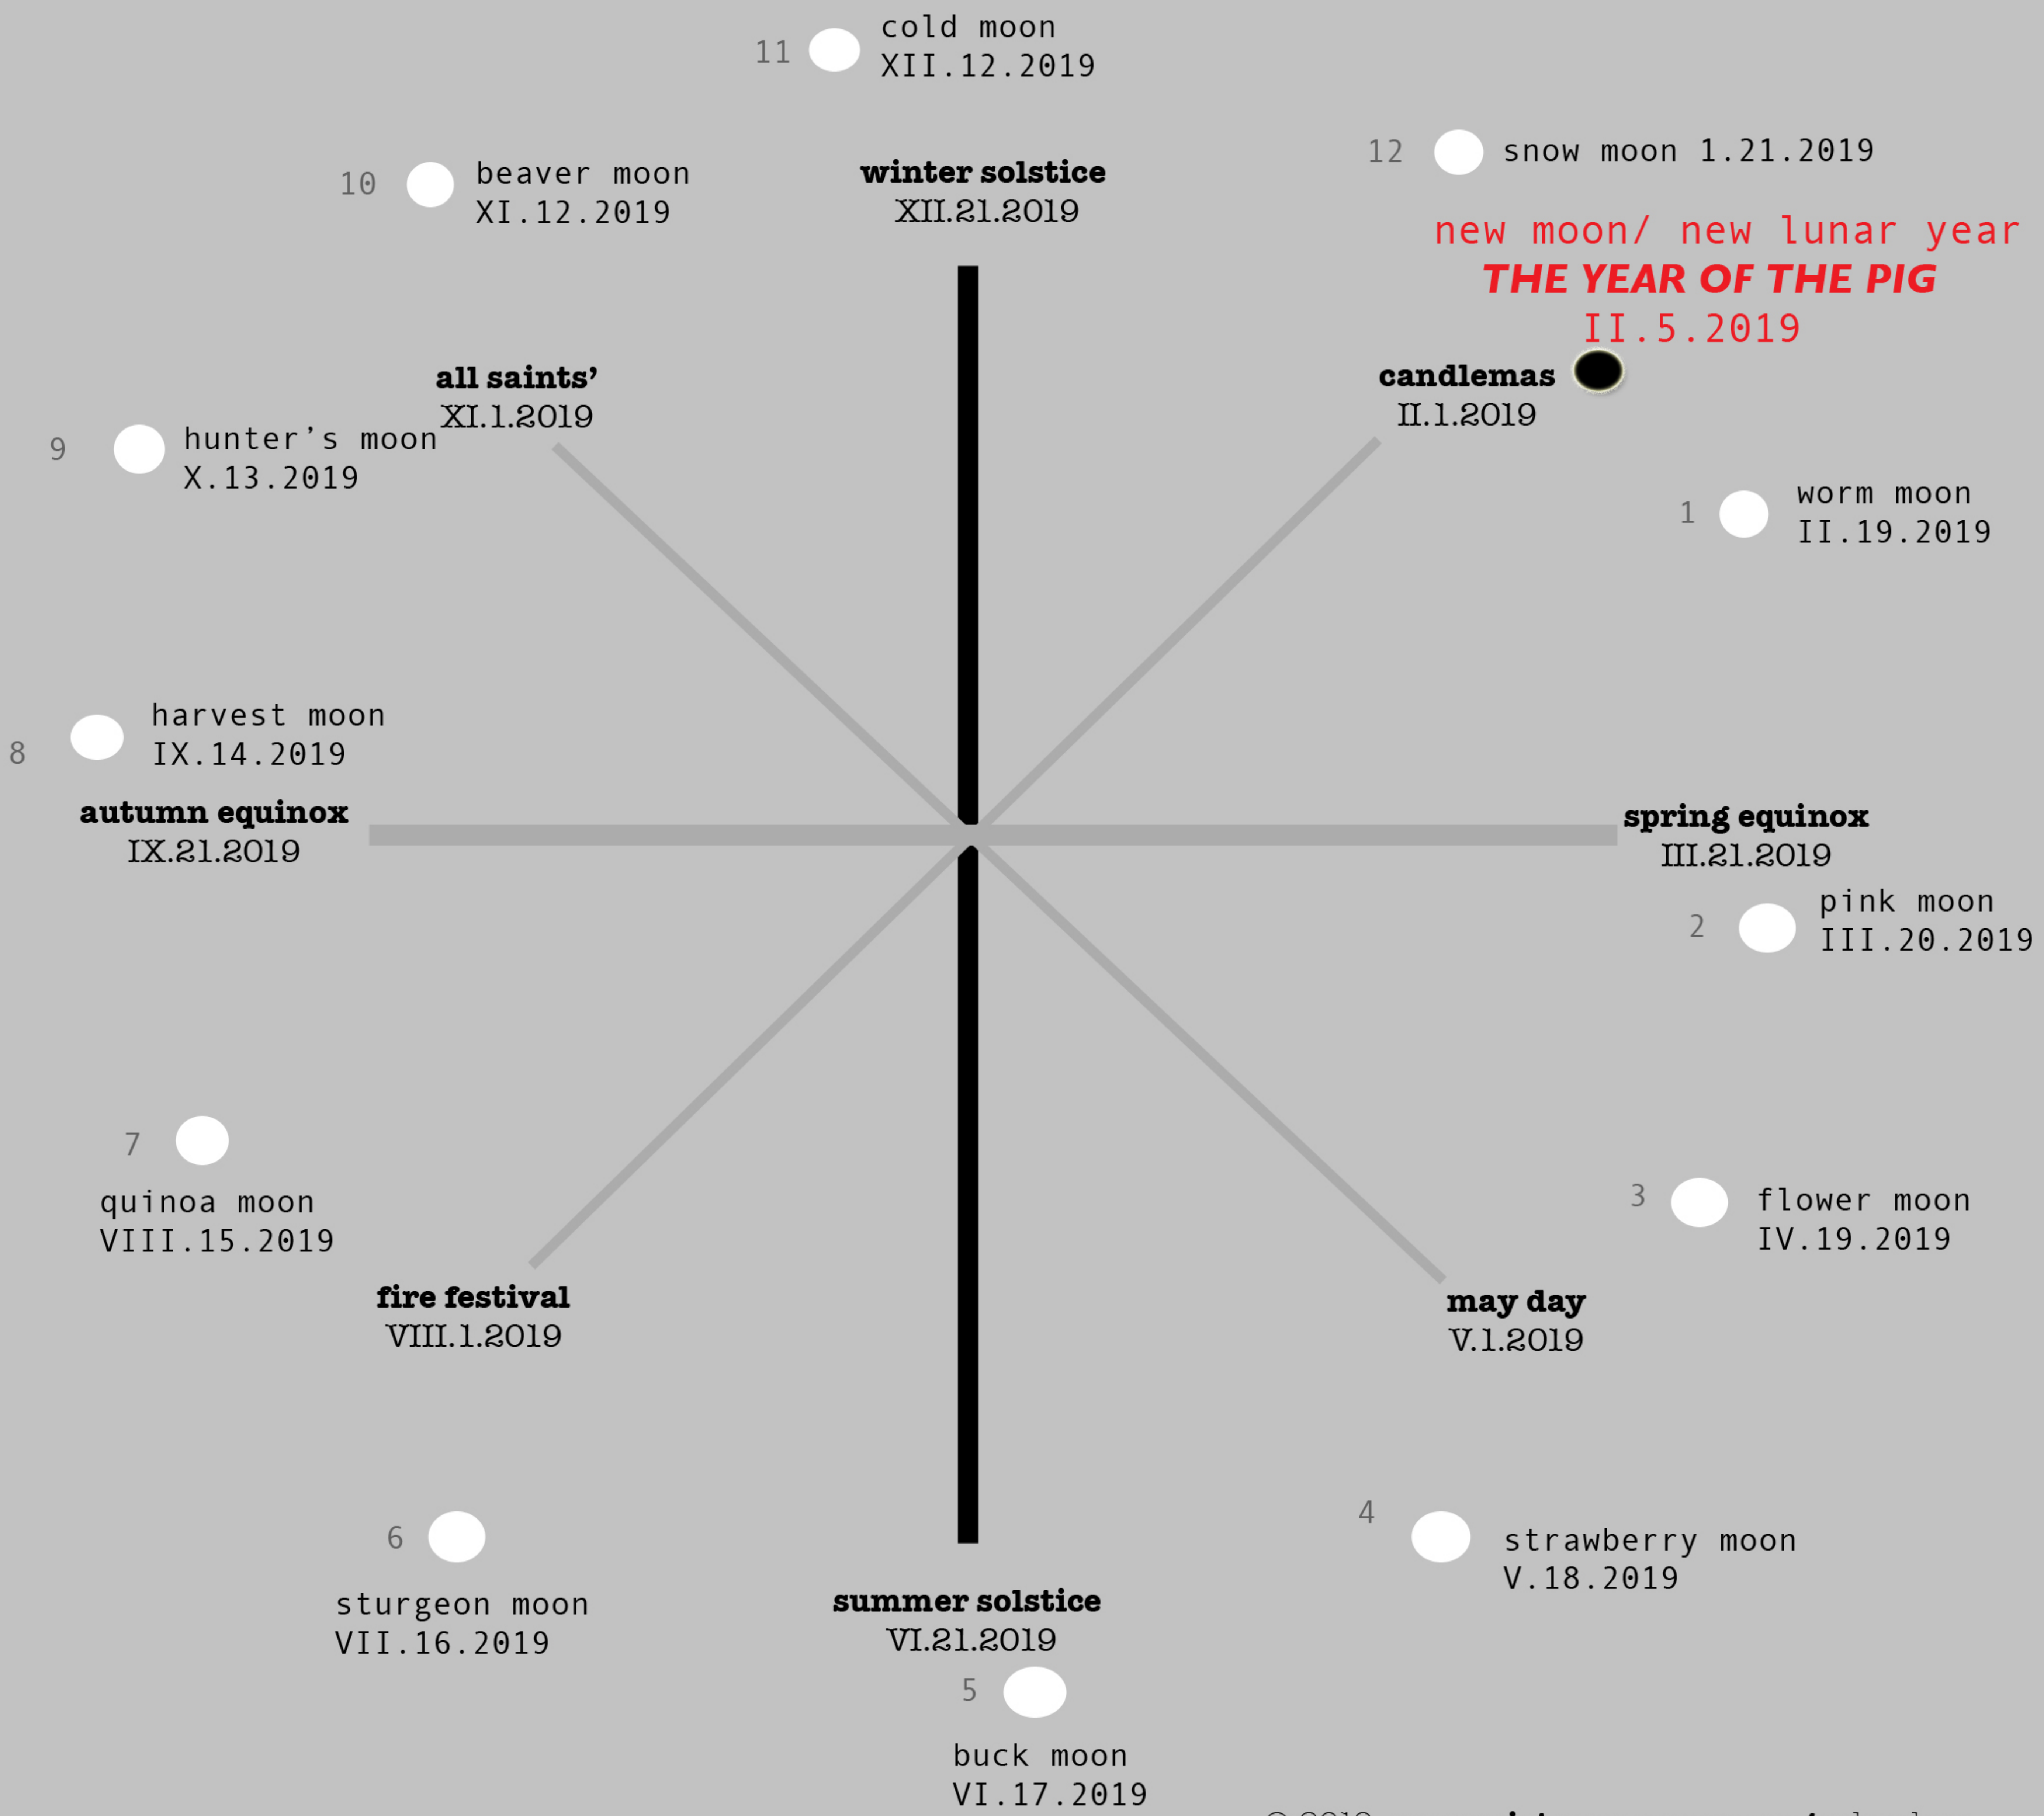 11
cold moon
XII.12.2019
12
snow moon 1.21.2019
10
beaver moon
XI.12.2019
winter solstice
XII.21.2019
new moon/ new lunar year
THE YEAR OF THE PIG
II.5.2019
all saints’
XI.1.2019
candlemas
II.1.2019
9
hunter’s moon
X.13.2019
1
worm moon
II.19.2019
8
harvest moon
IX.14.2019
autumn equinox
IX.21.2019
spring equinox
III.21.2019
2
pink moon
III.20.2019
7
quinoa moon
VIII.15.2019
3
flower moon
IV.19.2019
fire festival
VIII.1.2019
may day
V.1.2019
6
sturgeon moon
VII.16.2019
4
strawberry moon
V.18.2019
summer solstice
VI.21.2019
5
buck moon
VI.17.2019